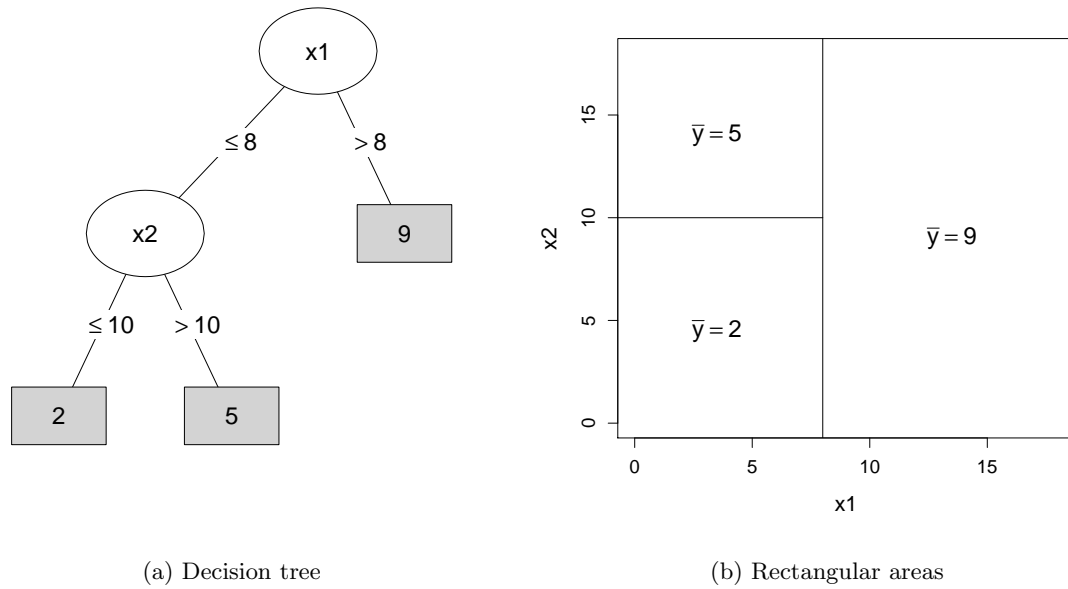 x1
≤ 8
> 8
x2
9
≤ 10
> 10
2
5
(a) Decision tree
x2
0
5
10
15
y̅ = 5
y̅ = 2
y̅ = 9
0
5
10
15
x1
(b) Rectangular areas